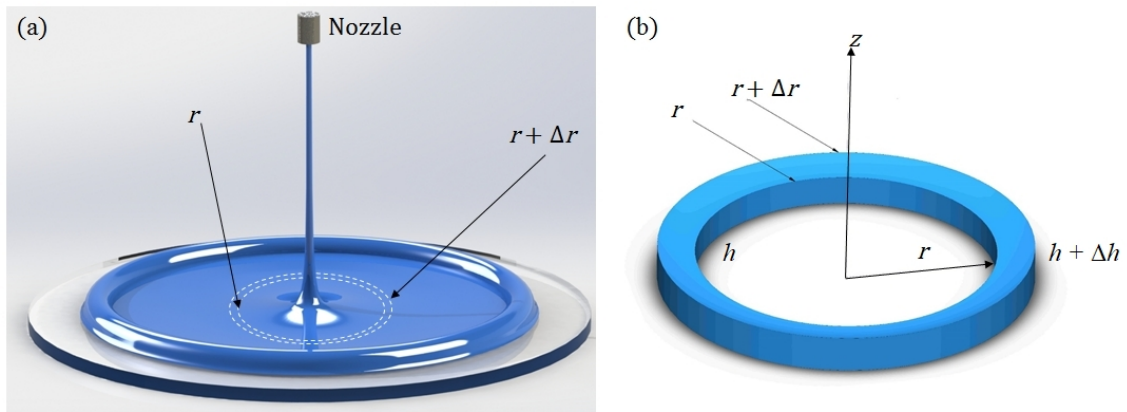 (a)
Nozzle
r
r + Δr
(b)
z
r + Δr
r
h
r
h + Δh